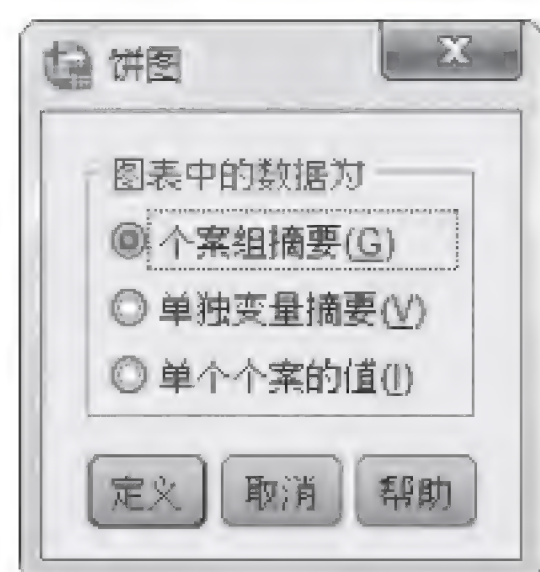 饼图
图表中的数据为
个案组摘要(G)
单独变量摘要(V)
单个个案的值(I)
定义 取消 帮助